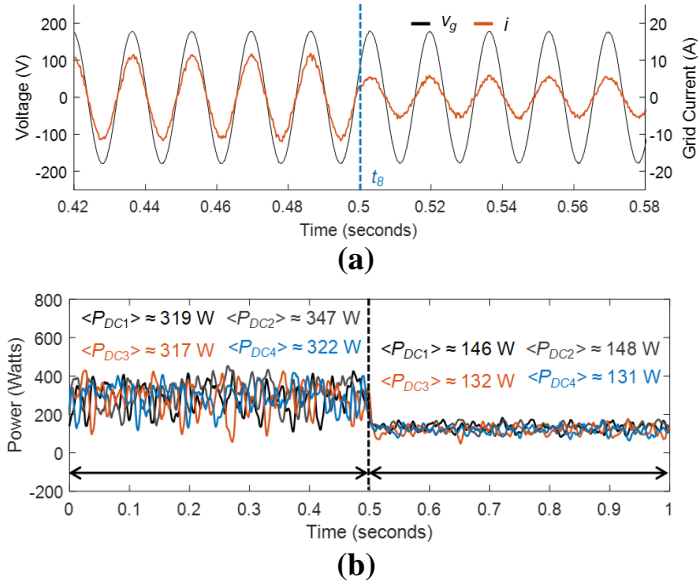 v_g i
200
100
0
-100
-200
Voltage (V)
20
10
0
-10
-20
Grid Current (A)
t_8
0.42 0.44 0.46 0.48 0.5 0.52 0.54 0.56 0.58
Time (seconds)
(a)
800
600
400
200
0
-200
Power (Watts)
<P_DC1> ≈ 319 W <P_DC2> ≈ 347 W
<P_DC3> ≈ 317 W <P_DC4> ≈ 322 W
<P_DC1> ≈ 146 W <P_DC2> ≈ 148 W
<P_DC3> ≈ 132 W <P_DC4> ≈ 131 W
0 0.1 0.2 0.3 0.4 0.5 0.6 0.7 0.8 0.9 1
Time (seconds)
(b)